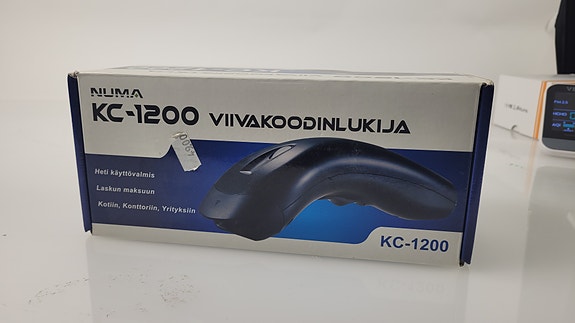 NUMA
KC-1200 VIIVAKOODINLUKIJA
Heti käyttövalmis
Laskun maksuun
Kotiin, Konttoriin, Yrityksiin
KC-1200